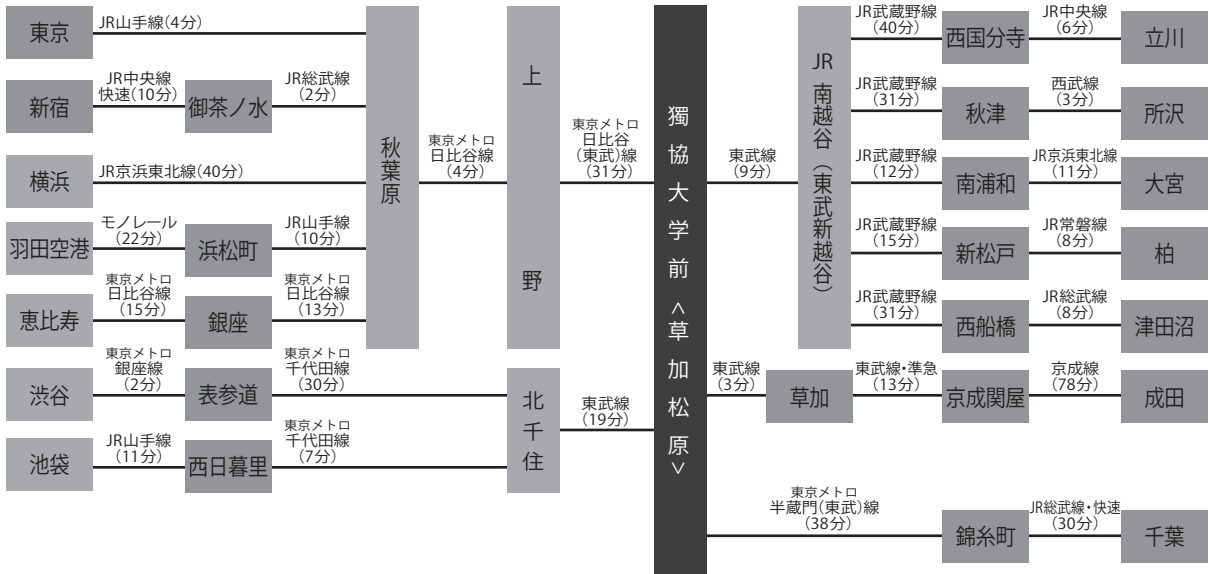 東京
JR山手線(4分)
新宿
JR中央線
快速(10分)
御茶ノ水
JR総武線
(2分)
横浜
JR京浜東北線(40分)
羽田空港
モノレール
(22分)
浜松町
JR山手線
(10分)
恵比寿
東京メトロ
日比谷線
(15分)
銀座
東京メトロ
日比谷線
(13分)
秋葉原
東京メトロ
日比谷線
(4分)
上野
東京メトロ
日比谷
(東武)線
(31分)
渋谷
東京メトロ
銀座線
(2分)
表参道
東京メトロ
千代田線
(30分)
池袋
JR山手線
(11分)
西日暮里
東京メトロ
千代田線
(7分)
北千住
東武線
(19分)
獨協大学前<草加松原>
東武線
(9分)
JR南越谷(東武新越谷)
JR武蔵野線
(40分)
西国分寺
JR中央線
(6分)
立川
JR武蔵野線
(31分)
秋津
西武線
(3分)
所沢
JR武蔵野線
(12分)
南浦和
JR京浜東北線
(11分)
大宮
JR武蔵野線
(15分)
新松戸
JR常磐線
(8分)
柏
JR武蔵野線
(31分)
西船橋
JR総武線
(8分)
津田沼
東武線
(3分)
草加
東武線・準急
(13分)
京成関屋
京成線
(78分)
成田
東京メトロ
半蔵門(東武)線
(38分)
錦糸町
JR総武線・快速
(30分)
千葉